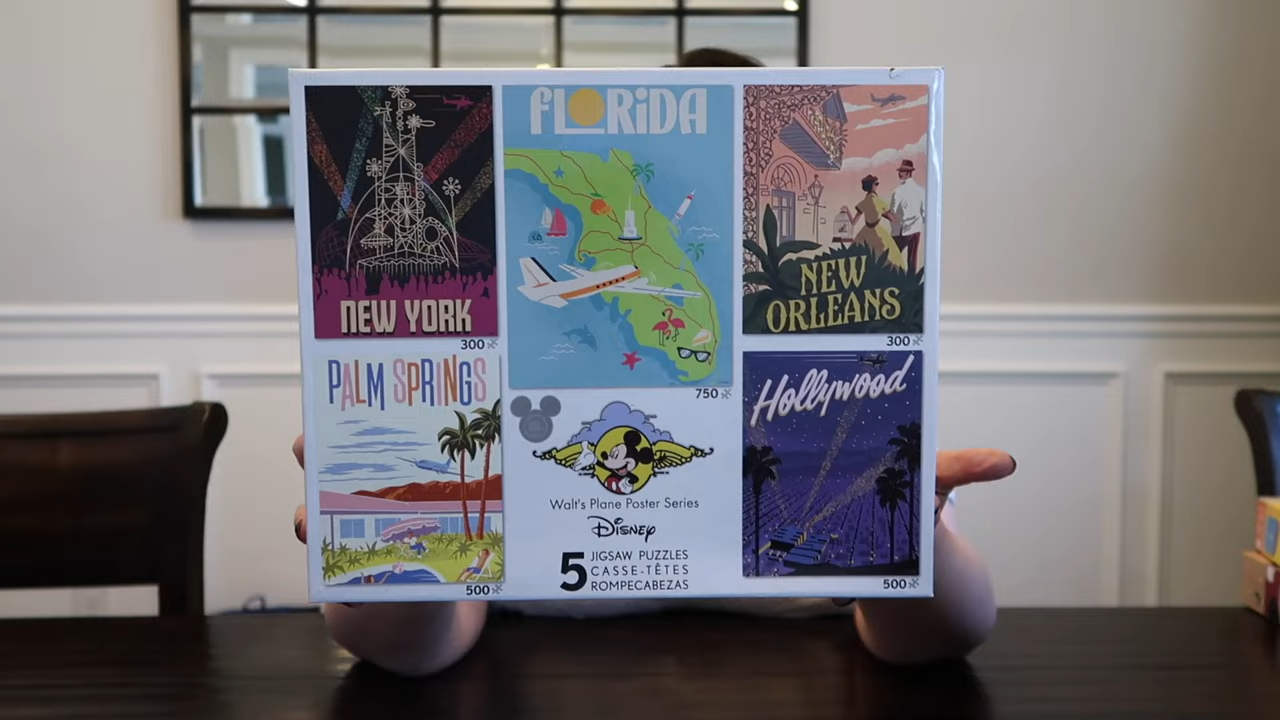 NEW YORK
300
FLORIDA
750
NEW
ORLEANS
300
PALM SPRINGS
500
Walt's Plane Poster Series
Disney
5 JIGSAW PUZZLES
CASSE-TÊTES
ROMPECABEZAS
Hollywood
500